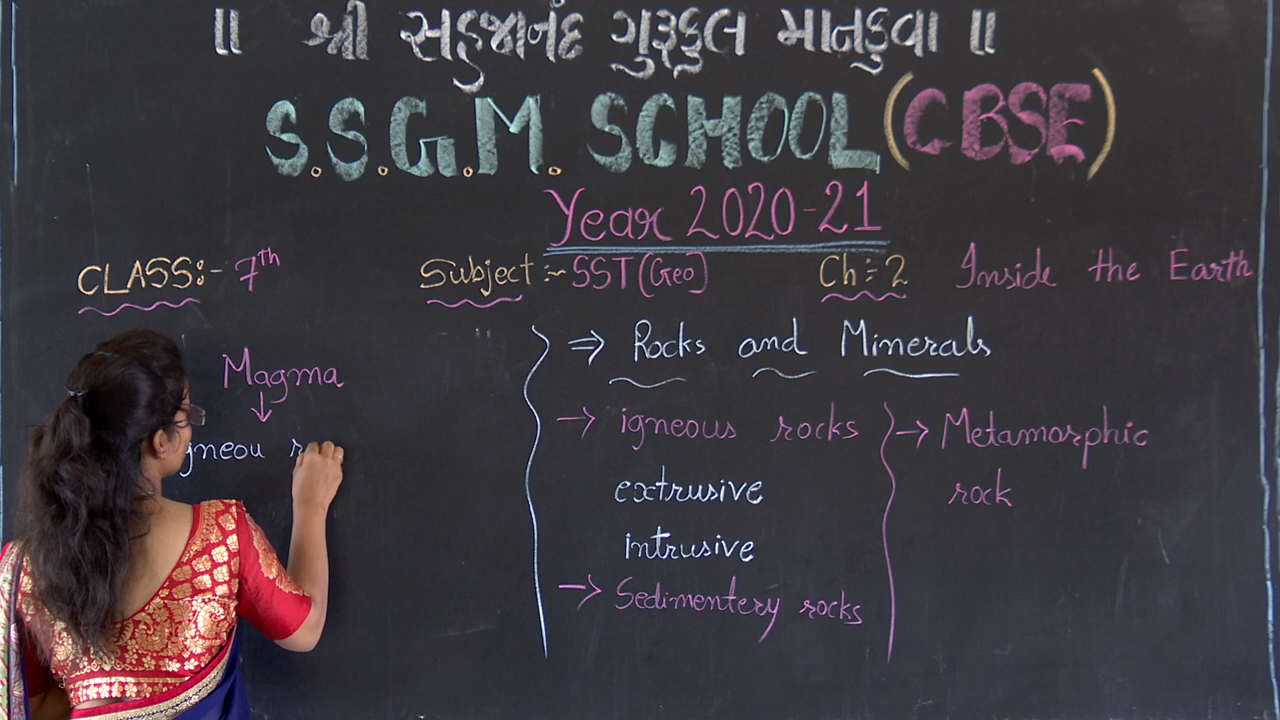 ॥ શ્રી સહજાનંદ ગુરૂકુલ માનકુવા ॥
S.S.G.M. SCHOOL (CBSE)
Year 2020-21
CLASS:- 7th
Subject :- SST(Geo)
Ch:- 2 Inside the Earth
Magma
↓
gneou r
⇒ Rocks and Minerals
→ igneous rocks
extrusive
intrusive
→ Sedimentery rocks
→ Metamorphic
rock